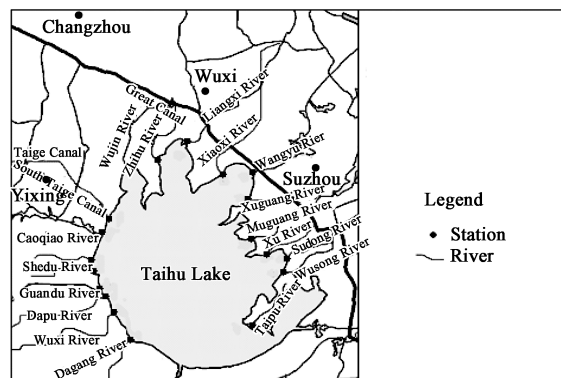 Changzhou
Wuxi
Great Canal
Liangxi River
Wujin River
Zhihu River
Xiaoxi River
Wangyu Rier
Taige Canal
South Taige Canal
Yixing
Suzhou
Xuguang River
Muguang River
Xu River
Sudong River
Wusong River
Taipu River
Caoqiao River
Shedu River
Guandu River
Dapu River
Wuxi River
Dagang River
Taihu Lake
Legend
Station
River